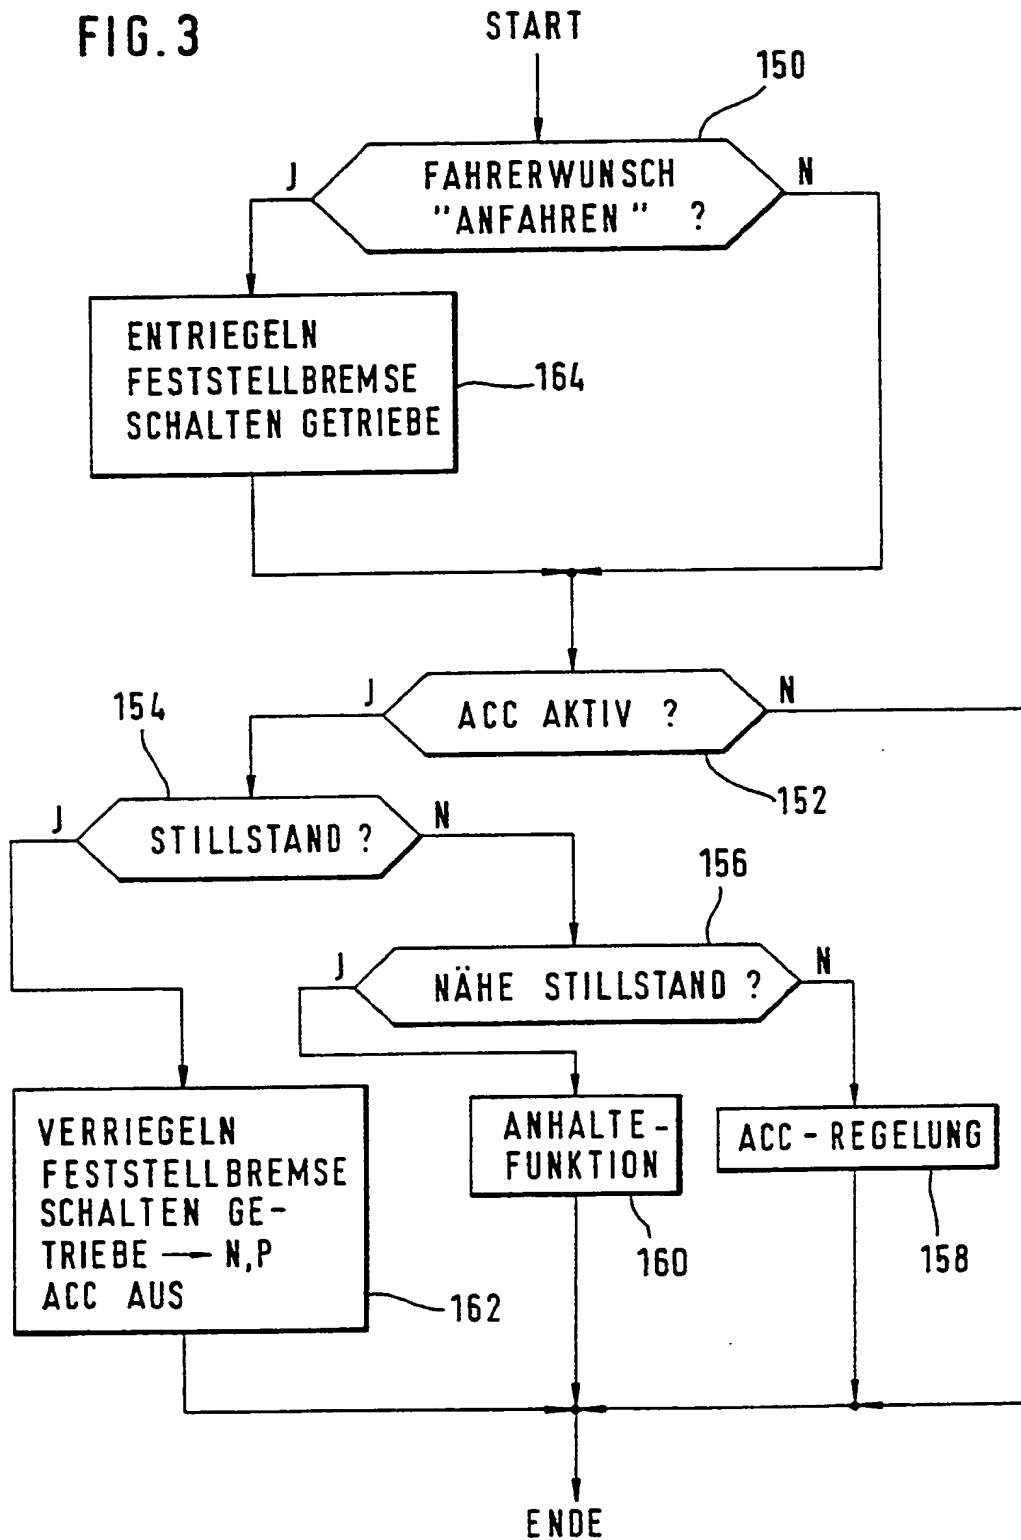 FIG.3
START
150
J
N
FAHRERWUNSCH
"ANFAHREN" ?
ENTRIEGELN
FESTSTELLBREMSE
SCHALTEN GETRIEBE
164
J
N
ACC AKTIV ?
152
154
J
N
STILLSTAND ?
156
J
N
NÄHE STILLSTAND ?
VERRIEGELN
FESTSTELLBREMSE
SCHALTEN GE-
TRIEBE → N,P
ACC AUS
162
ANHALTE-
FUNKTION
160
ACC-REGELUNG
158
ENDE